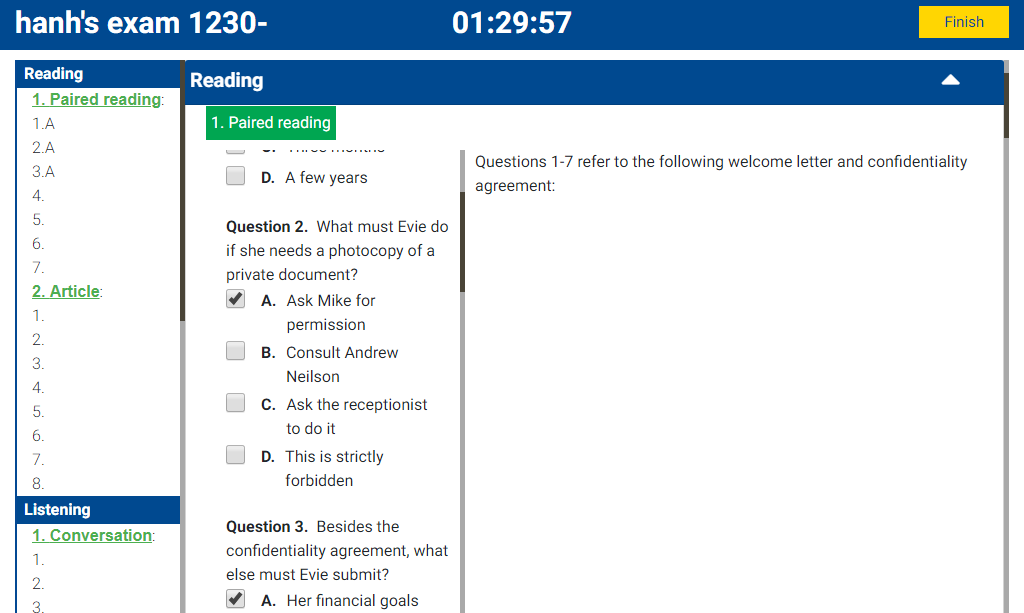 hanh's exam 1230-
01:29:57
Finish
Reading
1. Paired reading:
1.A
2.A
3.A
4.
5.
6.
7.
2. Article:
1.
2.
3.
4.
5.
6.
7.
8.
Listening
1. Conversation:
1.
2.
3.
Reading
1. Paired reading
C. Three months
D. A few years
Question 2. What must Evie do
if she needs a photocopy of a
private document?
A. Ask Mike for
permission
B. Consult Andrew
Neilson
C. Ask the receptionist
to do it
D. This is strictly
forbidden
Question 3. Besides the
confidentiality agreement, what
else must Evie submit?
A. Her financial goals
Questions 1-7 refer to the following welcome letter and confidentiality
agreement: